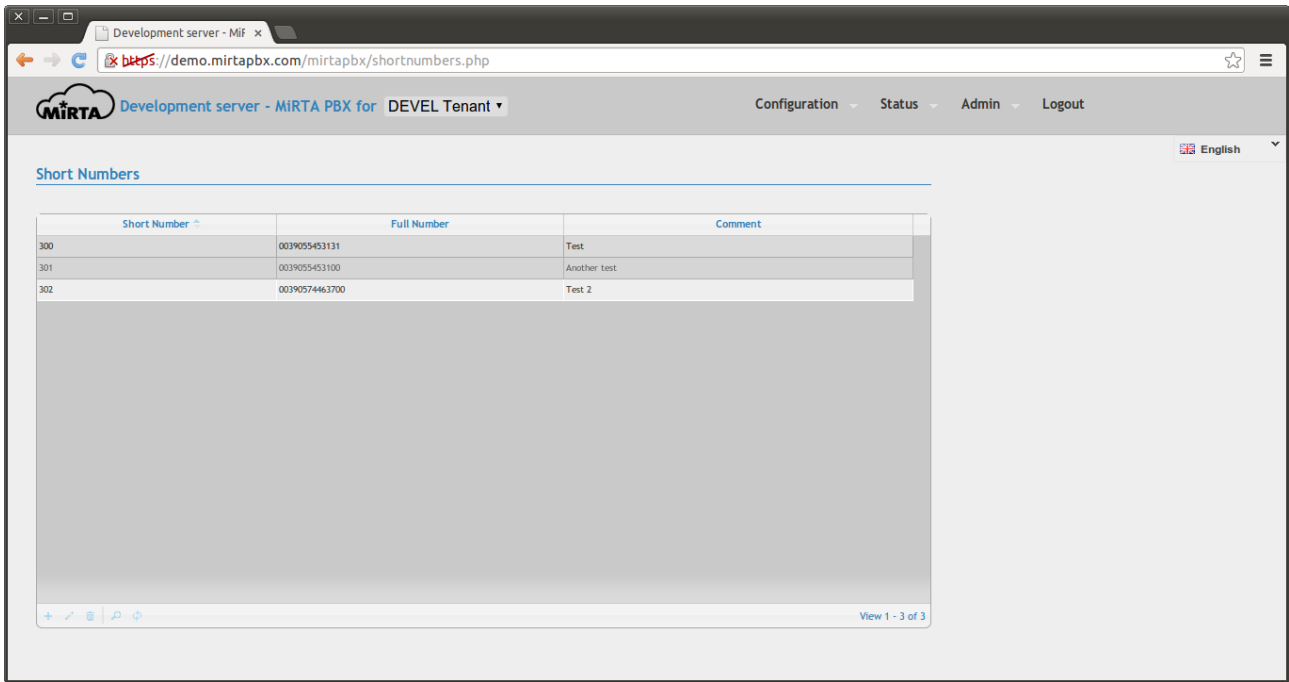 Development server - MiF
https://demo.mirtapbx.com/mirtapbx/shortnumbers.php
MiRTA Development server - MiRTA PBX for DEVEL Tenant Configuration Status Admin Logout
English
Short Numbers
Short Number Full Number Comment
300 0039055453131 Test
301 0039055453100 Another test
302 00390574463700 Test 2
View 1 - 3 of 3